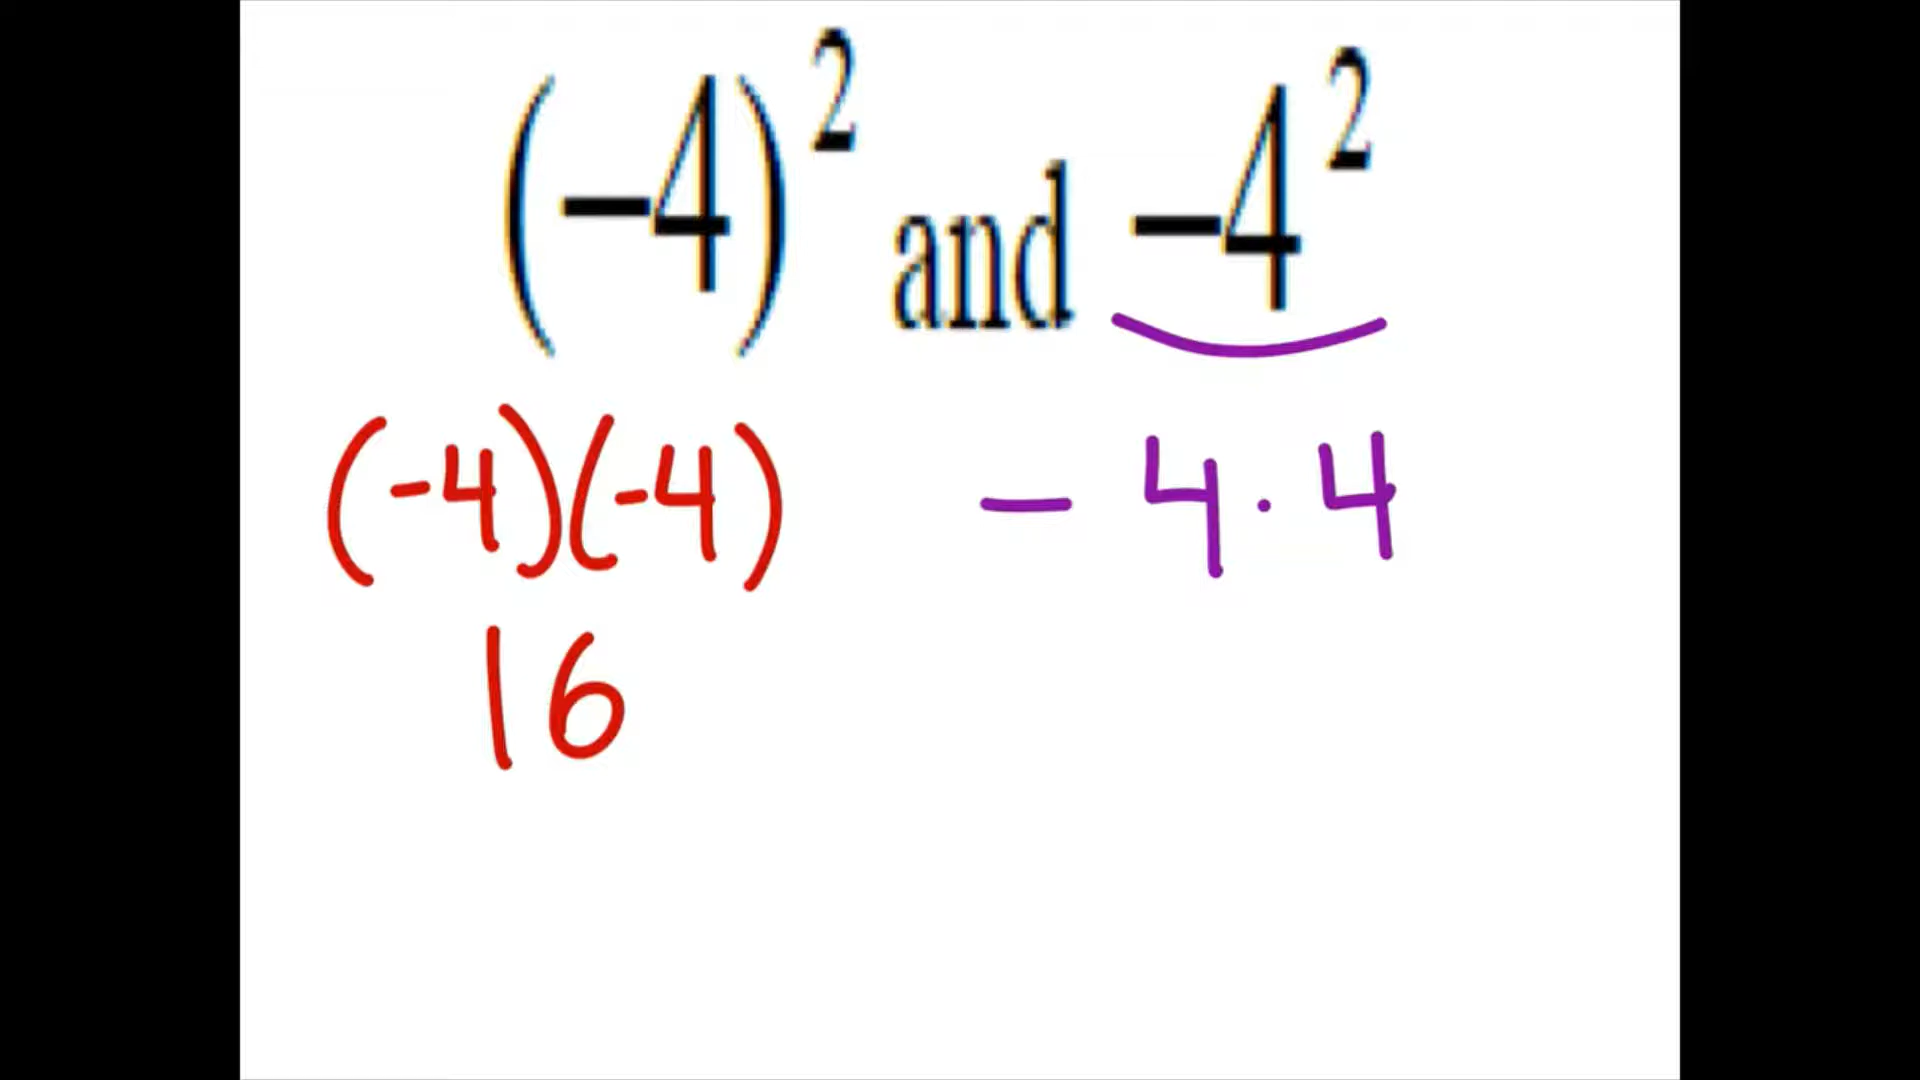 (−4)² and −4²
(-4)(-4) − 4 · 4
16